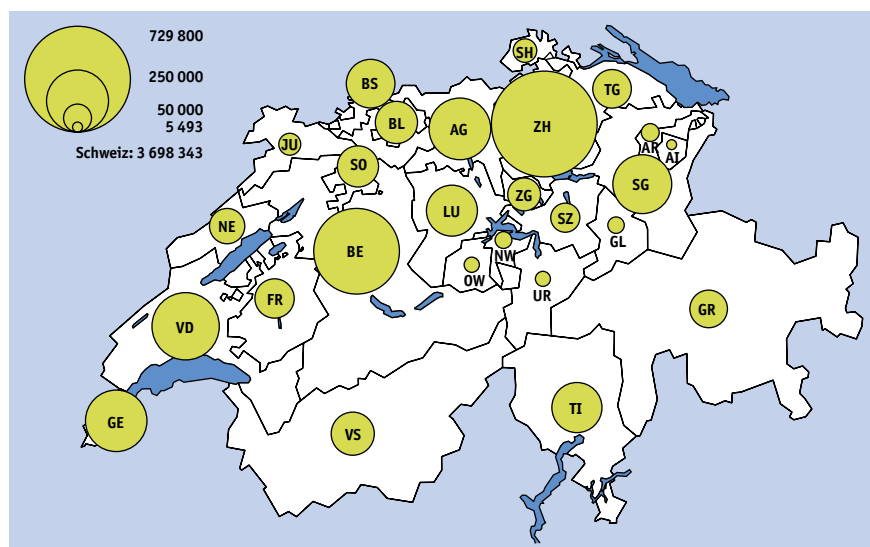 729 800
250 000
50 000
5 493
Schweiz: 3 698 343
SH
BS
TG
BL
AG
ZH
JU
AR
AI
SO
SG
ZG
LU
SZ
NE
GL
BE
NW
OW
UR
FR
GR
VD
TI
GE
VS